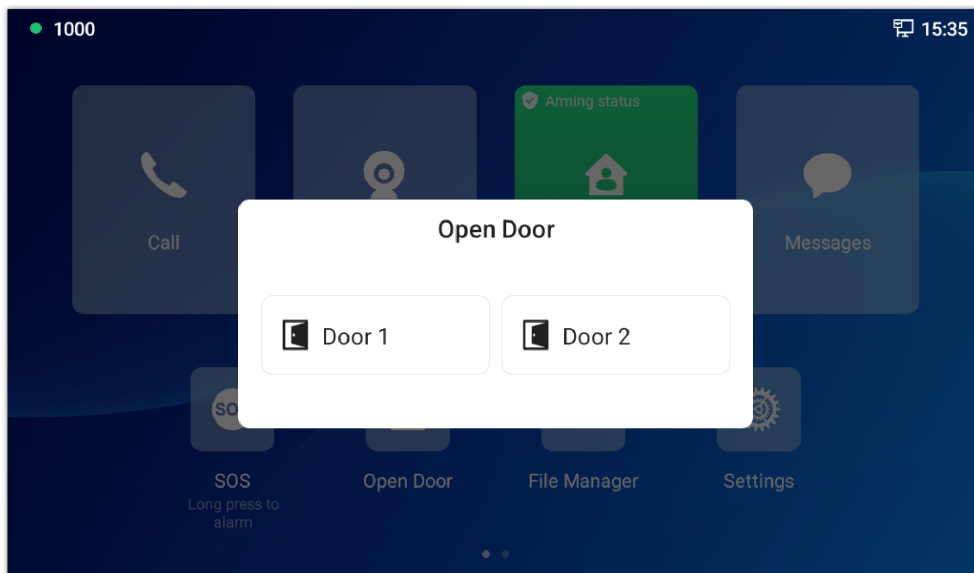 1000
15:35
Arming status
Call
Messages
Open Door
Door 1
Door 2
SO
SOS
Long press to
alarm
Open Door
File Manager
Settings